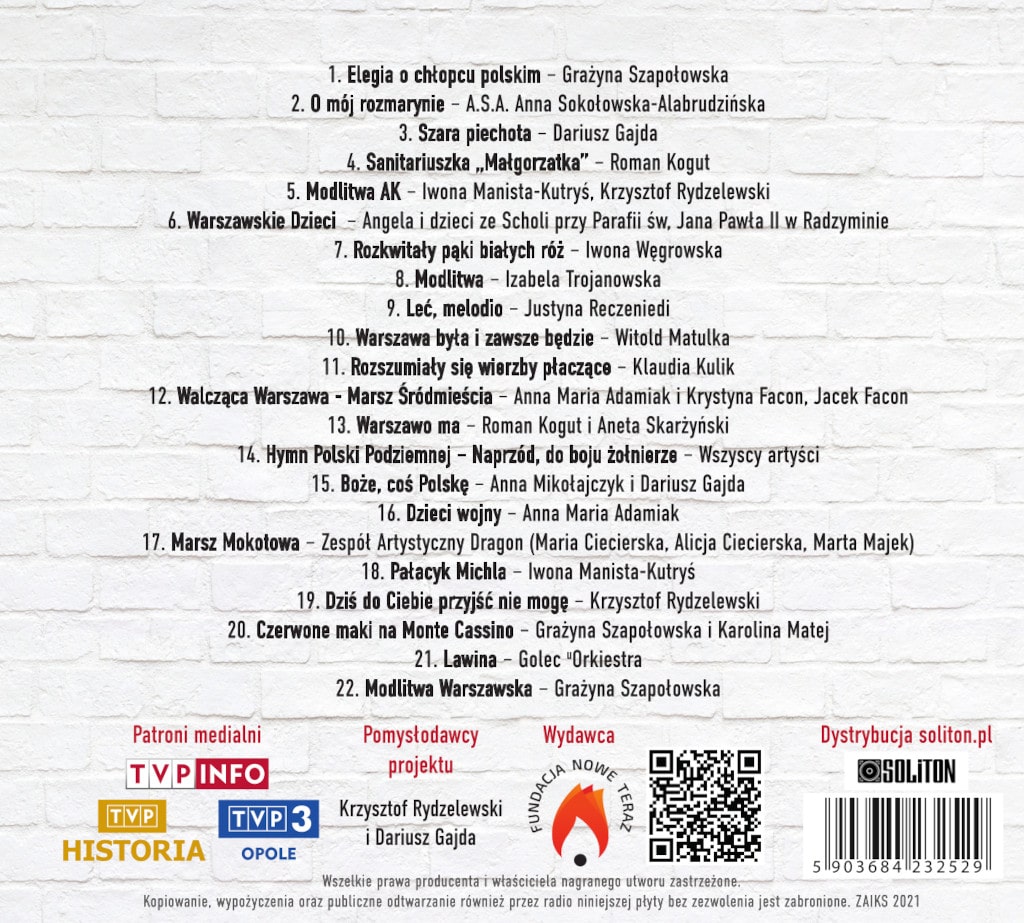 1. Elegia o chłopcu polskim – Grażyna Szapołowska
2. O mój rozmarynie – A.S.A. Anna Sokołowska-Alabrudzińska
3. Szara piechota – Dariusz Gajda
4. Sanitariuszka „Małgorzatka” – Roman Kogut
5. Modlitwa AK – Iwona Manista-Kutryś, Krzysztof Rydzelewski
6. Warszawskie Dzieci – Angela i dzieci ze Scholi przy Parafii św, Jana Pawła II w Radzyminie
7. Rozkwitały pąki białych róż – Iwona Węgrowska
8. Modlitwa – Izabela Trojanowska
9. Leć, melodio – Justyna Reczeniedi
10. Warszawa była i zawsze będzie – Witold Matulka
11. Rozszumiały się wierzby płaczące – Klaudia Kulik
12. Walcząca Warszawa - Marsz Śródmieścia – Anna Maria Adamiak i Krystyna Facon, Jacek Facon
13. Warszawo ma – Roman Kogut i Aneta Skarżyński
14. Hymn Polski Podziemnej – Naprzód, do boju żołnierze – Wszyscy artyści
15. Boże, coś Polskę – Anna Mikołajczyk i Dariusz Gajda
16. Dzieci wojny – Anna Maria Adamiak
17. Marsz Mokotowa – Zespół Artystyczny Dragon (Maria Ciecierska, Alicja Ciecierska, Marta Majek)
18. Pałacyk Michla – Iwona Manista-Kutryś
19. Dziś do Ciebie przyjść nie mogę – Krzysztof Rydzelewski
20. Czerwone maki na Monte Cassino – Grażyna Szapołowska i Karolina Matej
21. Lawina – Golec uOrkiestra
22. Modlitwa Warszawska – Grażyna Szapołowska
Patroni medialni
TVP INFO
TVP HISTORIA
TVP3 OPOLE
Pomysłodawcy
projektu
Krzysztof Rydzelewski
i Dariusz Gajda
Wydawca
FUNDACJA NOWE TERAZ
Dystrybucja soliton.pl
SOLITON
5 903684 232529
Wszelkie prawa producenta i właściciela nagranego utworu zastrzeżone.
Kopiowanie, wypożyczenia oraz publiczne odtwarzanie również przez radio niniejszej płyty bez zezwolenia jest zabronione. ZAIKS 2021